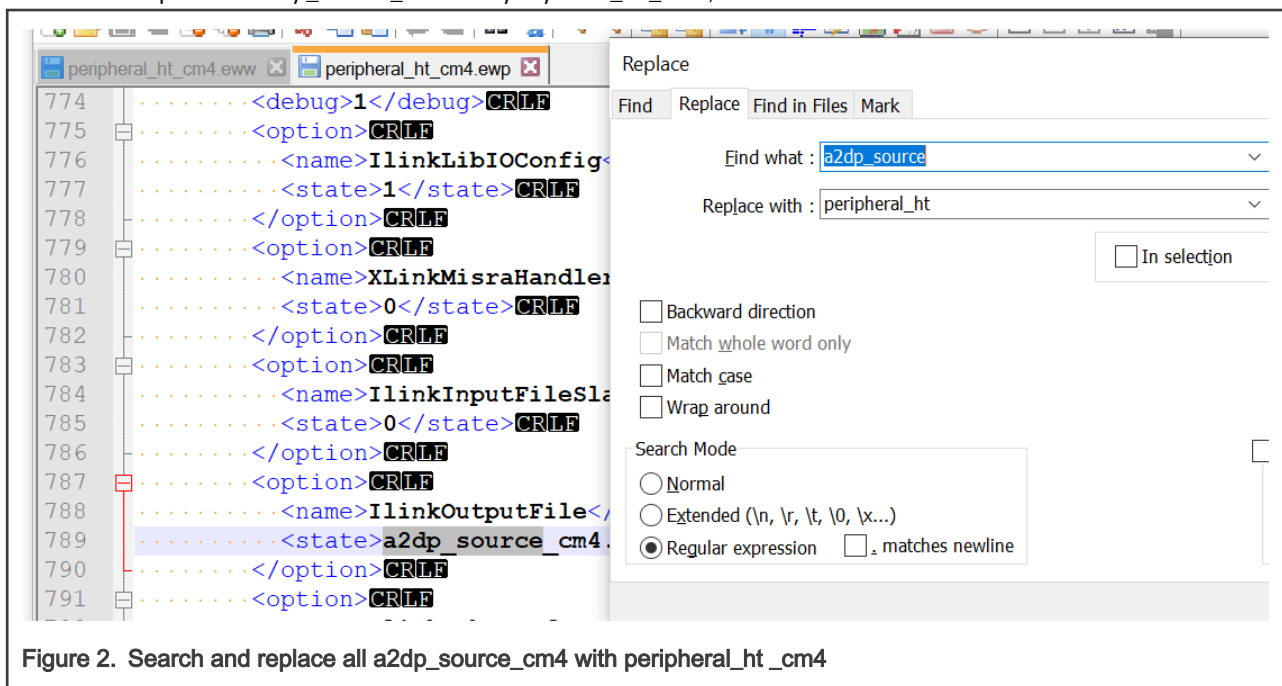 peripheral_ht_cm4.eww peripheral_ht_cm4.ewp
774 ········<debug>1</debug>CRLF
775 ········<option>CRLF
776 ··········<name>IlinkLibIOConfig<
777 ··········<state>1</state>CRLF
778 ········</option>CRLF
779 ········<option>CRLF
780 ··········<name>XLinkMisraHandler
781 ··········<state>0</state>CRLF
782 ········</option>CRLF
783 ········<option>CRLF
784 ··········<name>IlinkInputFileSla
785 ··········<state>0</state>CRLF
786 ········</option>CRLF
787 ········<option>CRLF
788 ··········<name>IlinkOutputFile</
789 ··········<state>a2dp_source_cm4.
790 ········</option>CRLF
791 ········<option>CRLF
Replace
Find Replace Find in Files Mark
Find what : a2dp_source
Replace with : peripheral_ht
In selection
Backward direction
Match whole word only
Match case
Wrap around
Search Mode
Normal
Extended (\n, \r, \t, \0, \x...)
Regular expression . matches newline
Figure 2. Search and replace all a2dp_source_cm4 with peripheral_ht _cm4